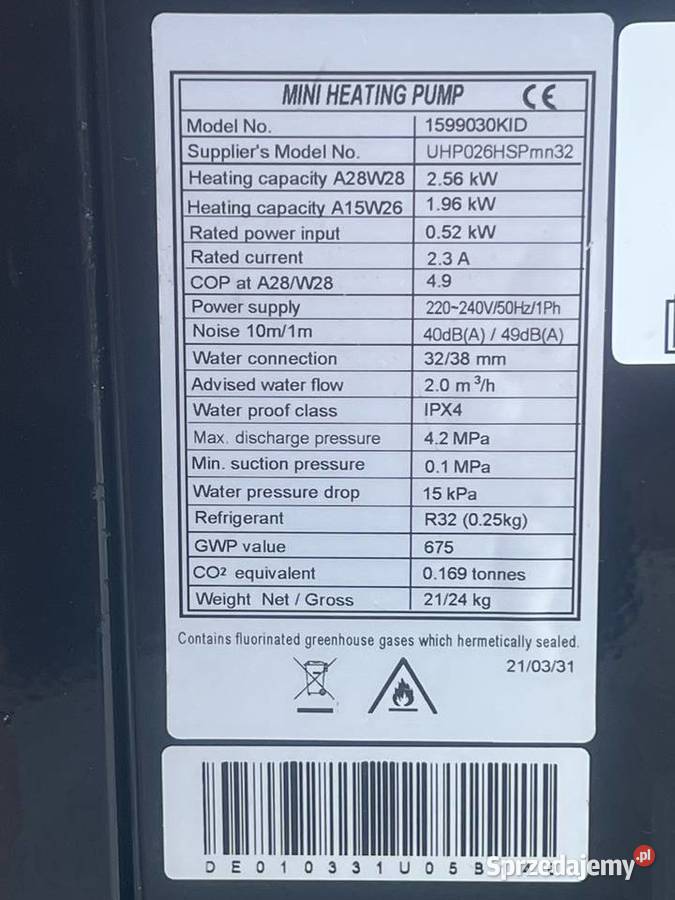 MINI HEATING PUMP CE
Model No. 1599030KID
Supplier's Model No. UHP026HSPmn32
Heating capacity A28W28 2.56 kW
Heating capacity A15W26 1.96 kW
Rated power input 0.52 kW
Rated current 2.3 A
COP at A28/W28 4.9
Power supply 220~240V/50Hz/1Ph
Noise 10m/1m 40dB(A) / 49dB(A)
Water connection 32/38 mm
Advised water flow 2.0 m³/h
Water proof class IPX4
Max. discharge pressure 4.2 MPa
Min. suction pressure 0.1 MPa
Water pressure drop 15 kPa
Refrigerant R32 (0.25kg)
GWP value 675
CO² equivalent 0.169 tonnes
Weight Net / Gross 21/24 kg
Contains fluorinated greenhouse gases which hermetically sealed.
21/03/31
DE010331U05B
Sprzedajemy.pl